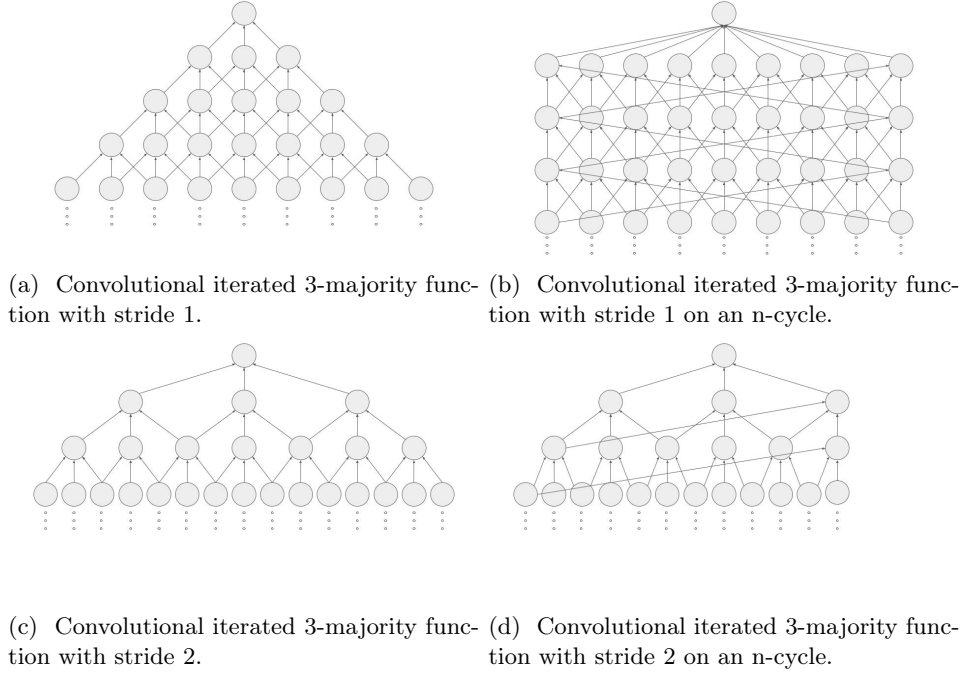 (a) Convolutional iterated 3-majority func-
tion with stride 1.
(b) Convolutional iterated 3-majority func-
tion with stride 1 on an n-cycle.
(c) Convolutional iterated 3-majority func-
tion with stride 2.
(d) Convolutional iterated 3-majority func-
tion with stride 2 on an n-cycle.